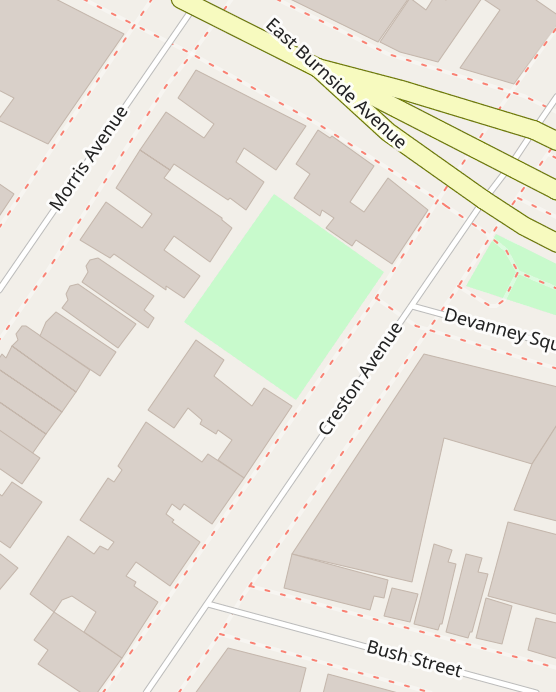 East Burnside Avenue
Morris Avenue
Devanney Squ
Creston Avenue
Bush Street